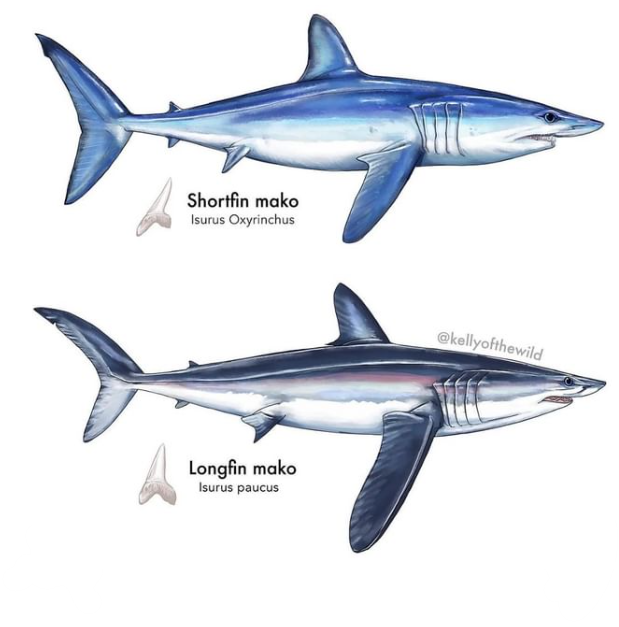 Shortfin mako
Isurus Oxyrinchus
@kellyofthewild
Longfin mako
Isurus paucus